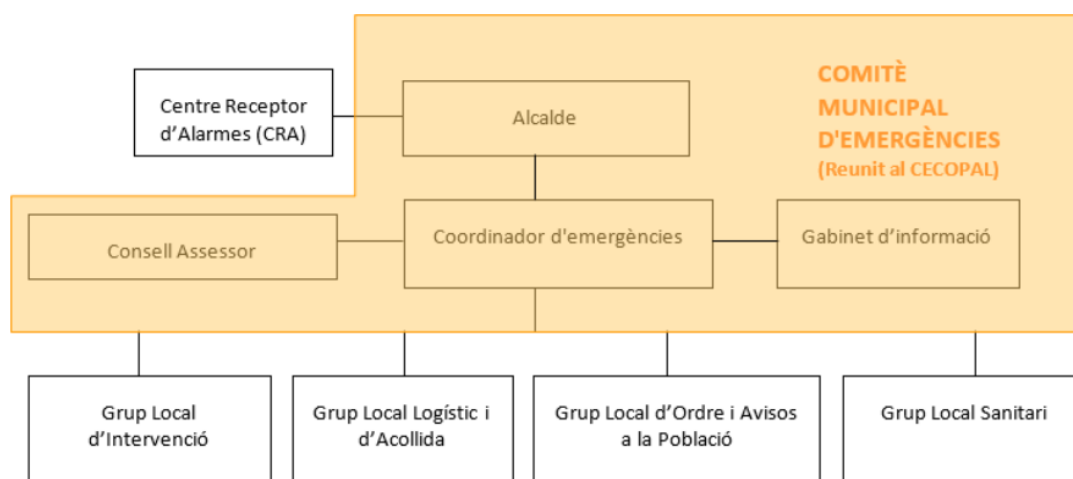 COMITÈ
MUNICIPAL
D'EMERGÈNCIES
(Reunit al CECOPAL)
Centre Receptor
d’Alarmes (CRA)
Alcalde
Consell Assessor
Coordinador d'emergències
Gabinet d’informació
Grup Local
d’Intervenció
Grup Local Logístic i
d’Acollida
Grup Local d’Ordre i Avisos
a la Població
Grup Local Sanitari